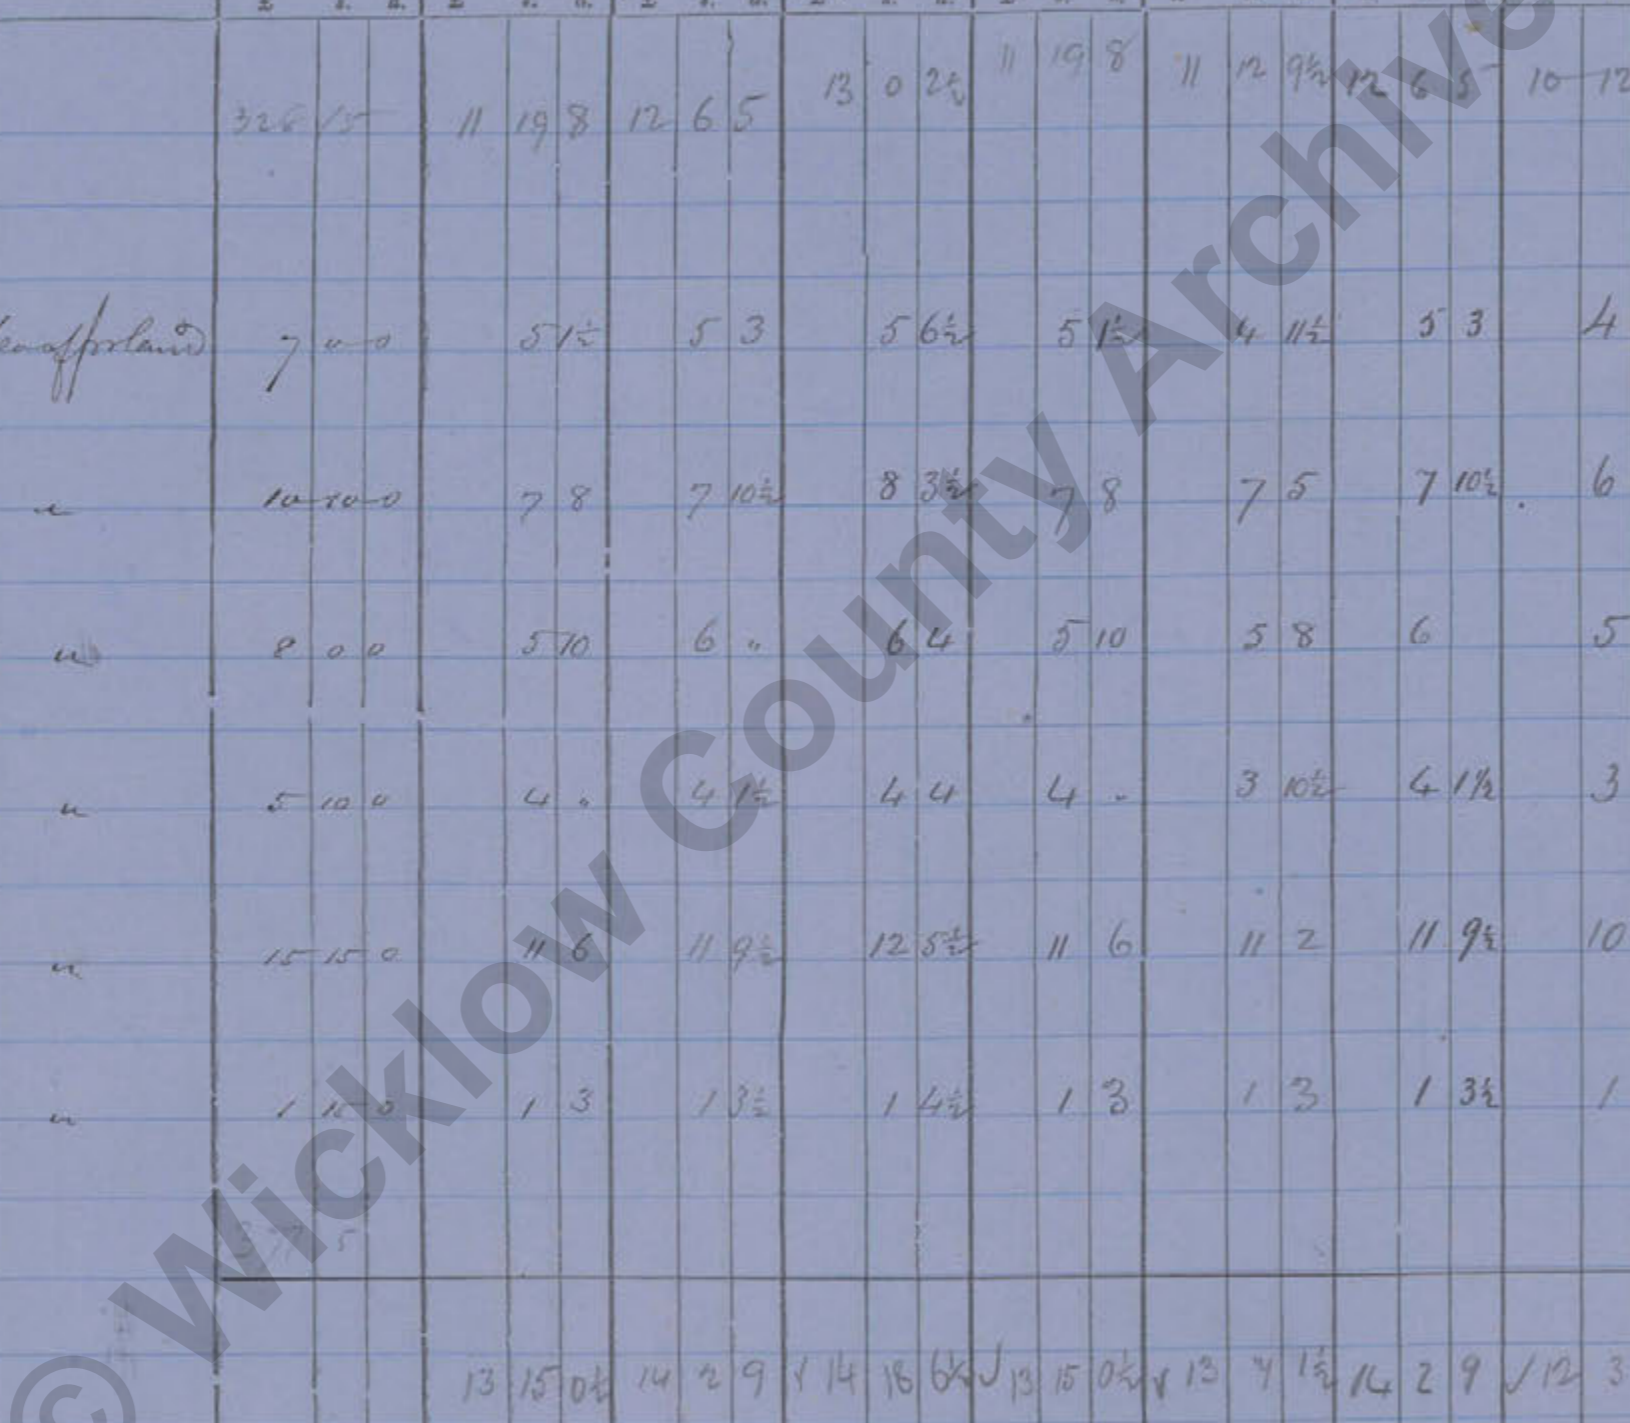 £ s. d. £ s. d. £ s. d. £ s. d. £ s. d.
326 15 11 19 8 12 6 5 13 0 2½ 11 19 8 11 12 9½ 12 6 5 10 12
7 " 0 5 1½ 5 3 5 6½ 5 1½ 4 11½ 5 3 4
" 10 10 0 7 8 7 10½ 8 3½ 7 8 7 5 7 10½ 6
" 8 0 0 5 10 6 " 6 4 5 10 5 8 6 5
" 5 10 0 4 " 4 1½ 4 4 4 - 3 10½ 4 1½ 3
" 15 15 0 11 6 11 9½ 12 5½ 11 6 11 2 11 9½ 10
" 1 0 1 3 1 3½ 1 4½ 1 3 1 3 1 3½ 1
5
13 15 0½ 14 2 9 ✓ 14 18 6½ ✓ 13 15 0½ ✓ 13 1½ 14 2 9 ✓ 12 3
© Wicklow County Archive